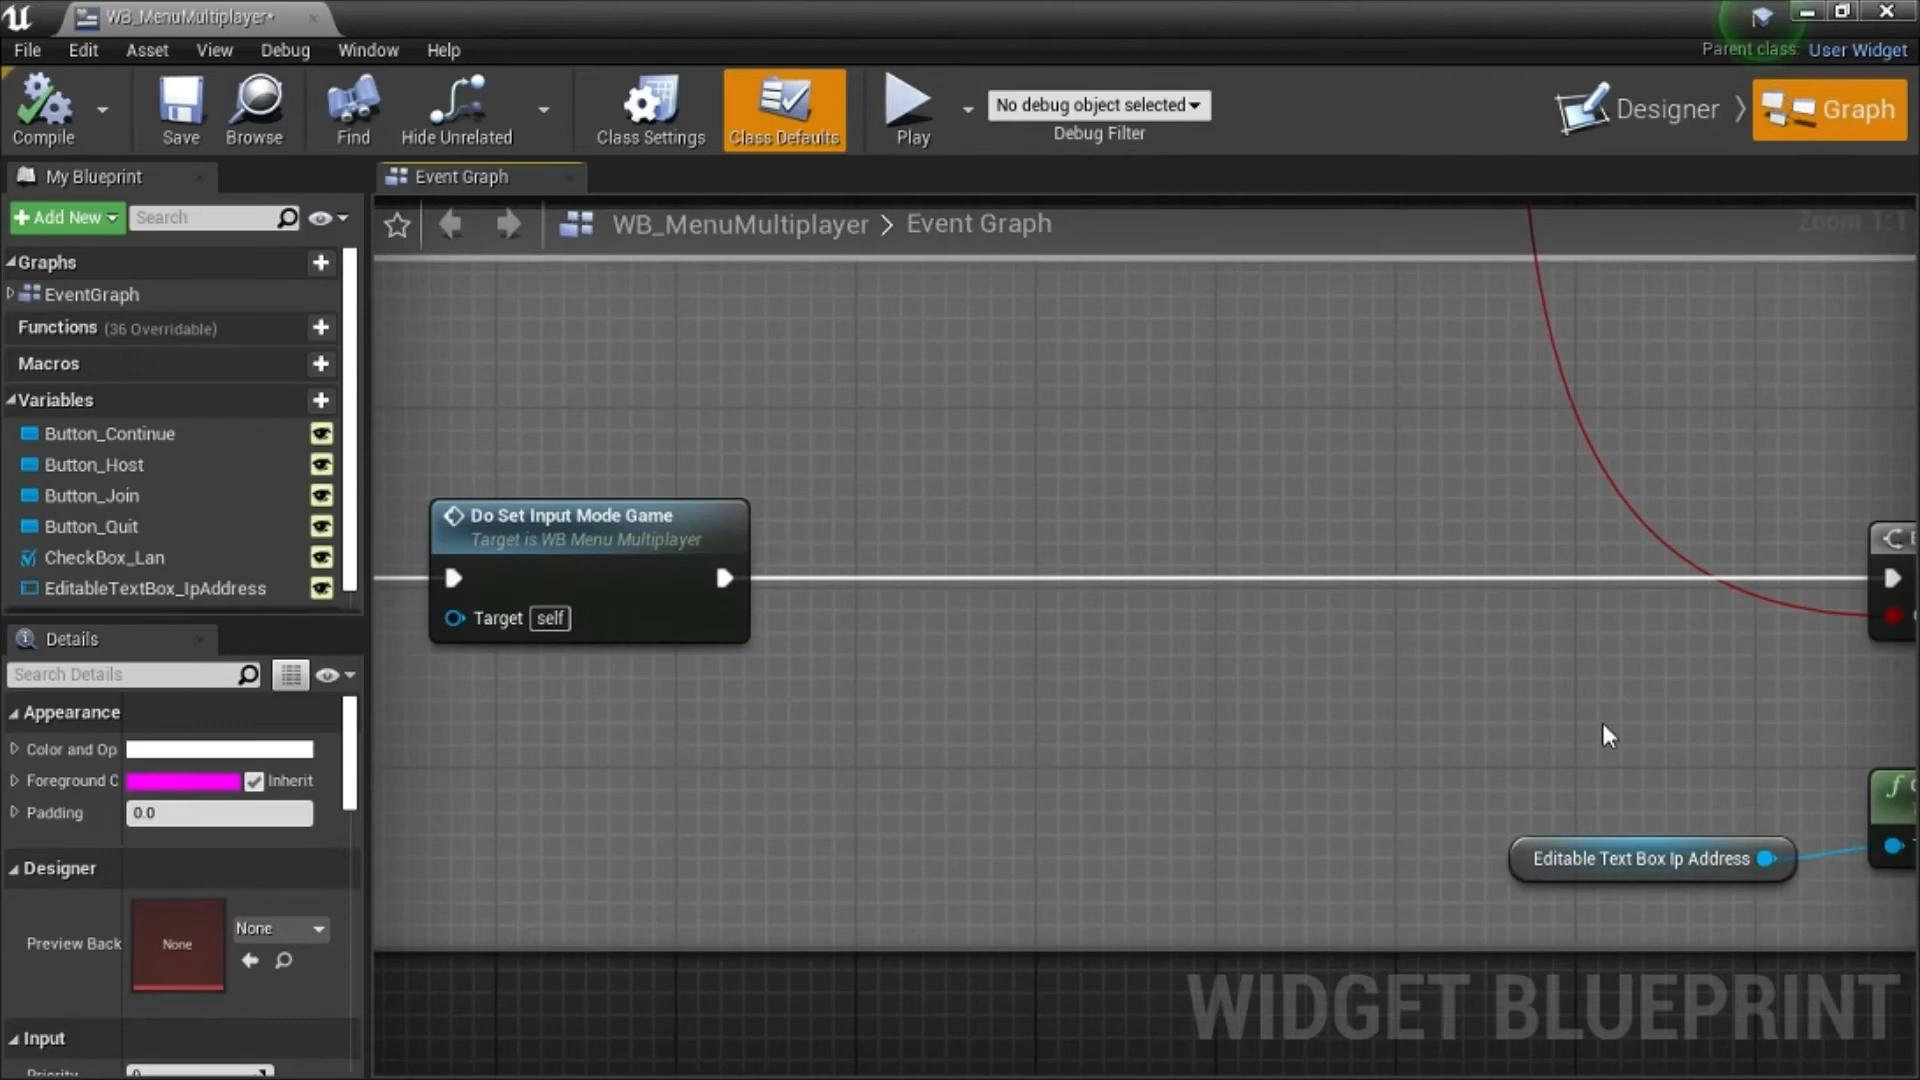 WB_MenuMultiplayer*
File Edit Asset View Debug Window Help
Parent class: User Widget
Compile
Save
Browse
Find
Hide Unrelated
Class Settings
Class Defaults
Play
No debug object selected
Debug Filter
Designer
Graph
My Blueprint
Add New
Search
Graphs
EventGraph
Functions (36 Overridable)
Macros
Variables
Button_Continue
Button_Host
Button_Join
Button_Quit
CheckBox_Lan
EditableTextBox_IpAddress
Details
Search Details
Appearance
Color and Op
Foreground C
Inherit
Padding
0.0
Designer
Preview Back
None
None
Input
Priority
Event Graph
WB_MenuMultiplayer > Event Graph
Zoom 1:1
Do Set Input Mode Game
Target is WB Menu Multiplayer
Target self
Editable Text Box Ip Address
WIDGET BLUEPRINT